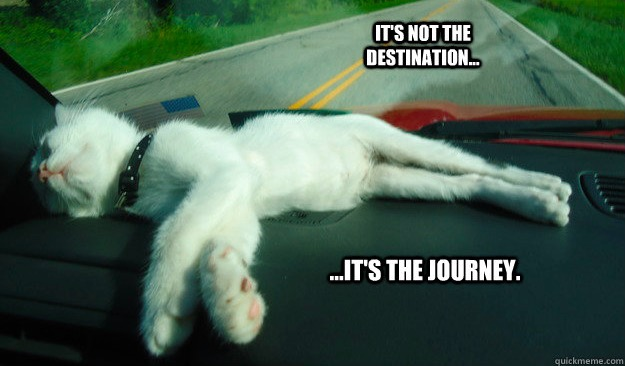 IT'S NOT THE
DESTINATION...
...IT'S THE JOURNEY.
quickmeme.com